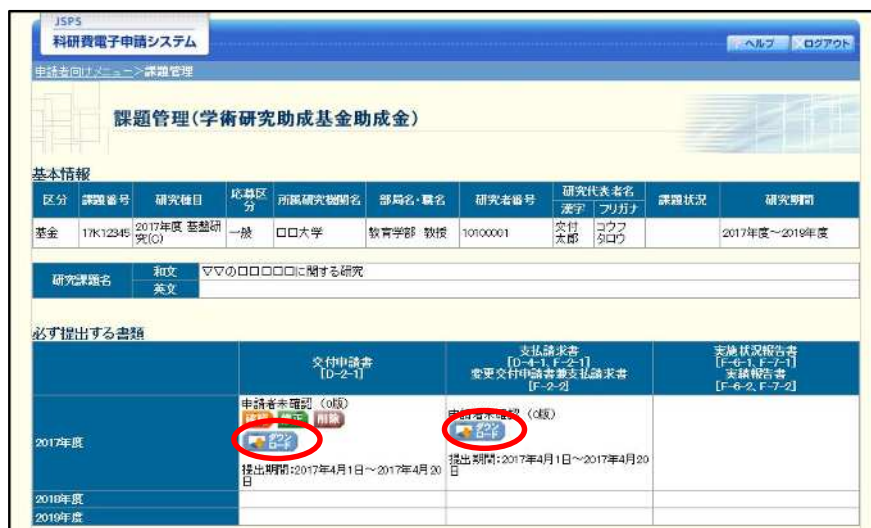 JSPS
科研費電子申請システム
ヘルプ ログアウト
申請者向けメニュー>課題管理
課題管理(学術研究助成基金助成金)
基本情報
区分 課題番号 研究種目 応募区分 所属研究機関名 部局名・職名 研究者番号 研究代表者名 課題状況 研究期間
漢字 フリガナ
基金 17K12345 2017年度 基盤研究(C) 一般 口口大学 教育学部 教授 10100001 交付 太郎 コウフ タロウ 2017年度～2019年度
研究課題名 和文 ▽▽の口口口口口に関する研究
英文
必ず提出する書類
交付申請書
[D-2-1]
支払請求書
[D-4-1、F-2-1]
変更交付申請書兼支払請求書
[F-2-2]
実施状況報告書
[F-6-1、F-7-1]
実績報告書
[F-6-2、F-7-2]
2017年度
申請者未確認 (0版)
確認 修正 削除
ダウンロード
提出期間:2017年4月1日～2017年4月20日
申請者未確認 (0版)
ダウンロード
提出期間:2017年4月1日～2017年4月20日
2018年度
2019年度